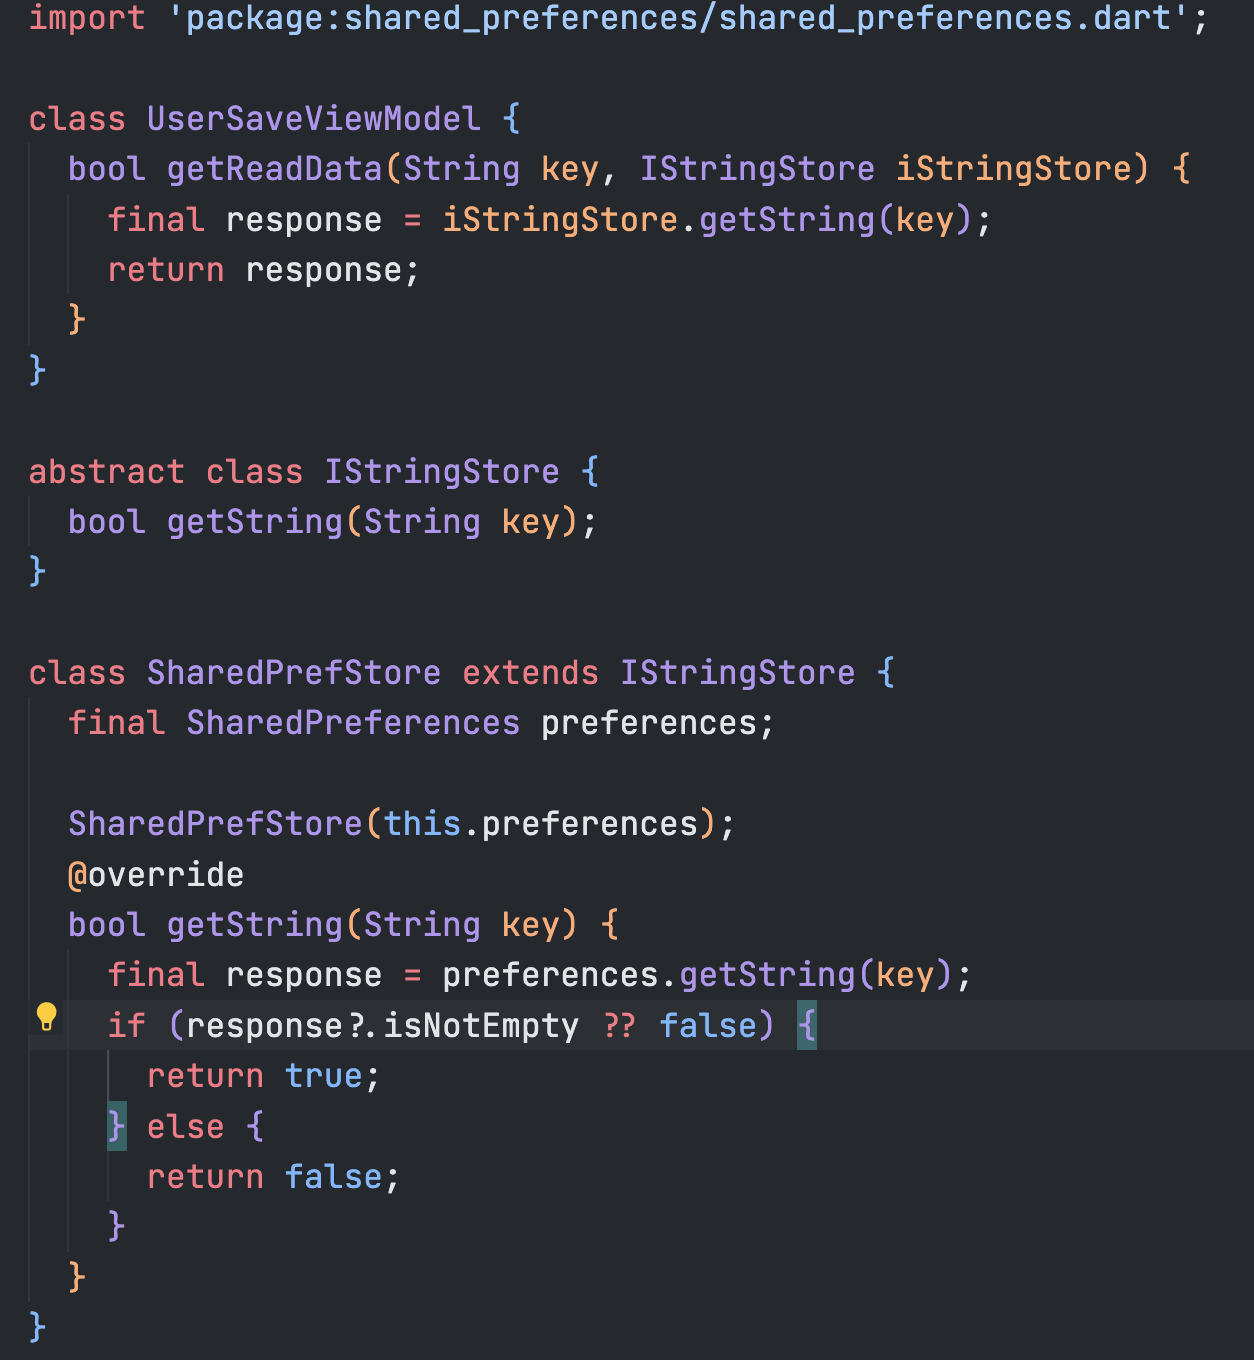 import 'package:shared_preferences/shared_preferences.dart';
class UserSaveViewModel {
bool getReadData(String key, IStringStore iStringStore) {
final response = iStringStore.getString(key);
return response;
}
}
abstract class IStringStore {
bool getString(String key);
}
class SharedPrefStore extends IStringStore {
final SharedPreferences preferences;
SharedPrefStore(this.preferences);
@override
bool getString(String key) {
final response = preferences.getString(key);
if (response?.isNotEmpty ?? false) {
return true;
} else {
return false;
}
}
}